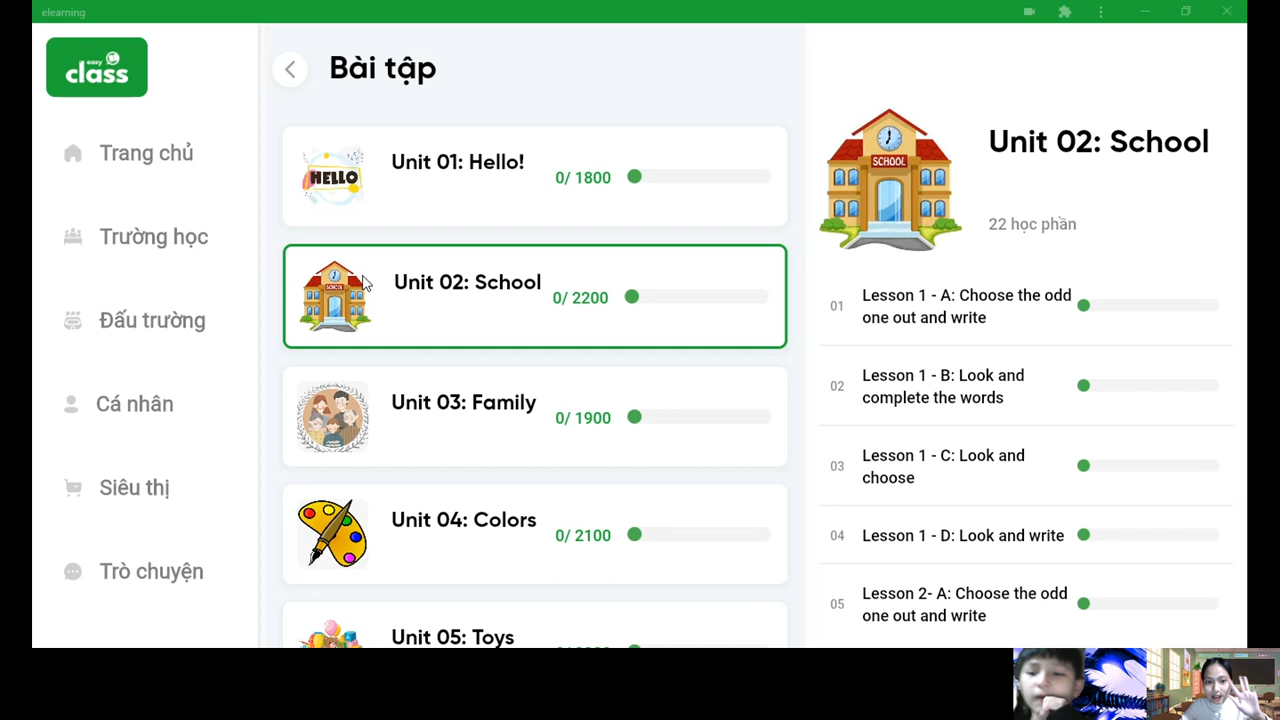 elearning
easy
class
Trang chủ
Trường học
Đấu trường
Cá nhân
Siêu thị
Trò chuyện
Bài tập
HELLO
Unit 01: Hello!
0/ 1800
SCHOOL
Unit 02: School
0/ 2200
Unit 03: Family
0/ 1900
Unit 04: Colors
0/ 2100
Unit 05: Toys
SCHOOL
Unit 02: School
22 học phần
01
Lesson 1 - A: Choose the odd
one out and write
02
Lesson 1 - B: Look and
complete the words
03
Lesson 1 - C: Look and
choose
04
Lesson 1 - D: Look and write
05
Lesson 2- A: Choose the odd
one out and write